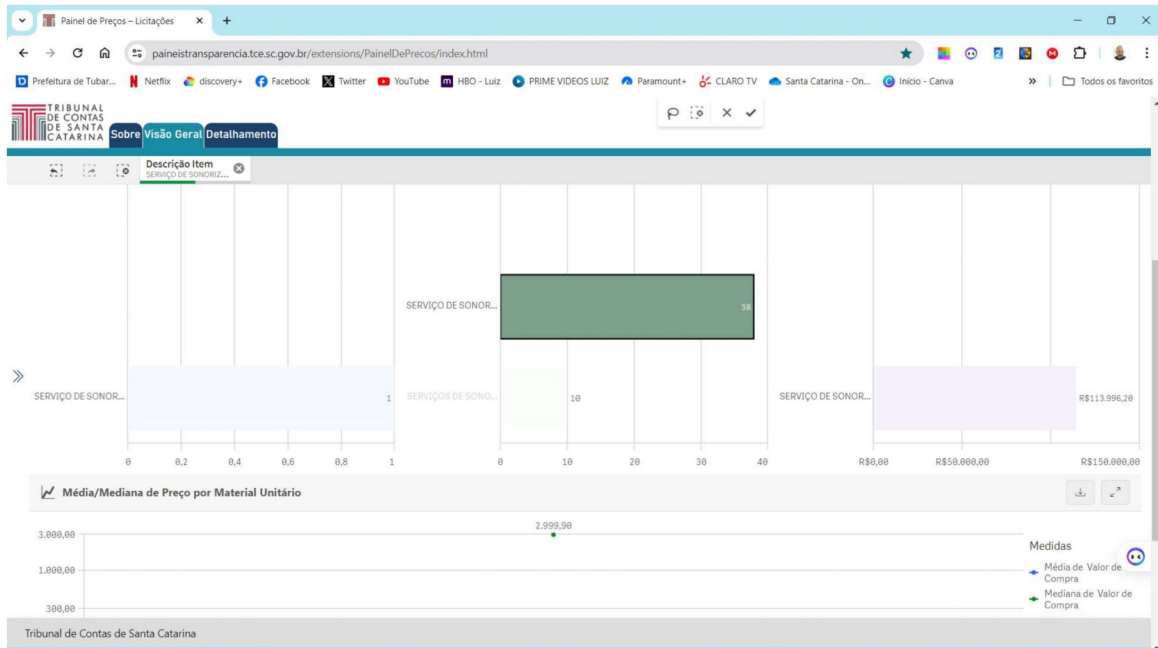 Painel de Preços – Licitações
paineistransparencia.tce.sc.gov.br/extensions/PainelDePrecos/index.html
Prefeitura de Tubar... Netflix discovery+ Facebook Twitter YouTube HBO - Luiz PRIME VIDEOS LUIZ Paramount+ CLARO TV Santa Catarina - On... Início - Canva » Todos os favoritos
TRIBUNAL
DE CONTAS
DE SANTA
CATARINA
Sobre Visão Geral Detalhamento
Descrição Item
SERVIÇO DE SONORIZ...
SERVIÇO DE SONOR... 38
SERVIÇO DE SONOR... 1 SERVIÇOS DE SONO... 10 SERVIÇO DE SONOR... R$113.996,20
0 0,2 0,4 0,6 0,8 1 0 10 20 30 40 R$0,00 R$50.000,00 R$150.000,00
Média/Mediana de Preço por Material Unitário
2.999,90
3.000,00
1.000,00
300,00
Medidas
Média de Valor de
Compra
Mediana de Valor de
Compra
Tribunal de Contas de Santa Catarina